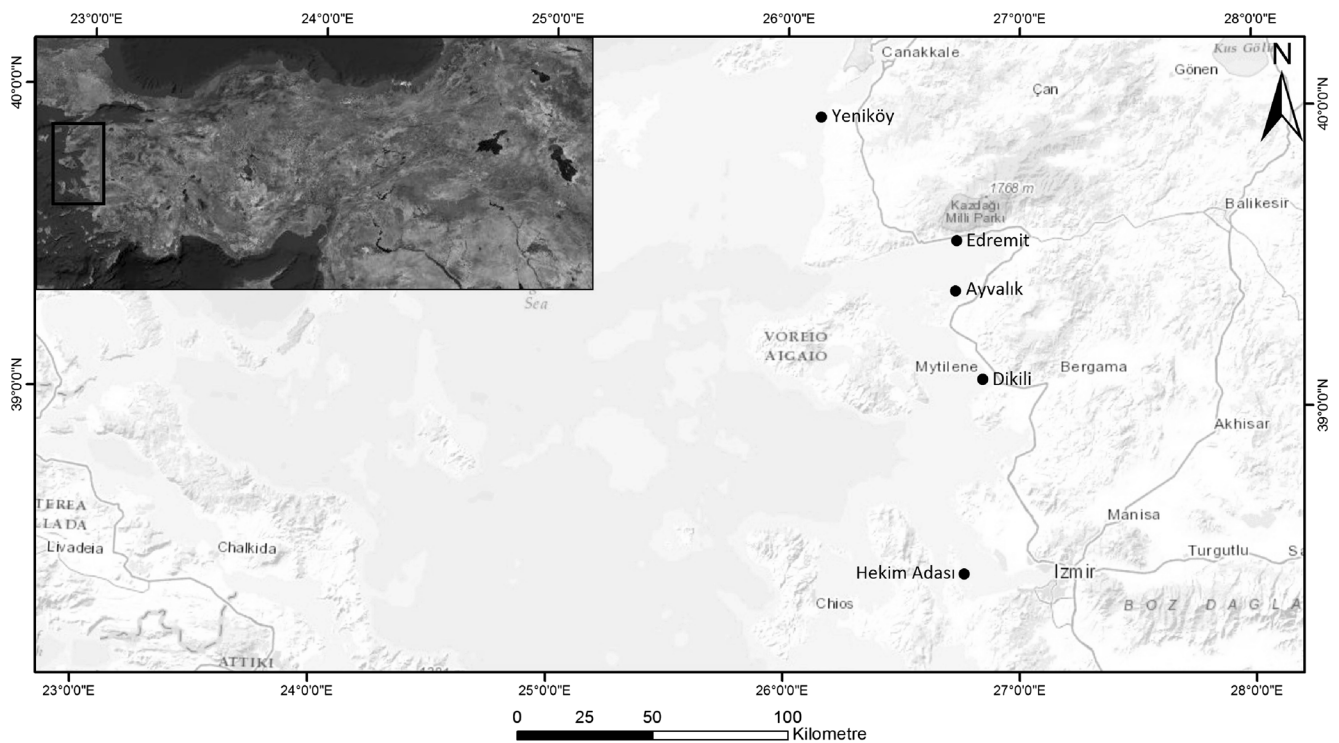 23°0'0"E 24°0'0"E 25°0'0"E 26°0'0"E 27°0'0"E 28°0'0"E
40°0'0"N
39°0'0"N
Canakkale
Kus Gölü
N
Gönen
Çan
Yeniköy
40°0'0"N
1768 m
Kazdağı
Milli Parkı
Balikesir
Edremit
Ayvalık
Sea
VOREIO
AIGAIO
Mytilene
Bergama
Dikili
39°0'0"N
Akhisar
TEREA
LADA
Livadeia
Chalkida
Manisa
Turgutlu
Hekim Adası
Izmir
Chios
BOZ DAGLA
ATTIKI
23°0'0"E 24°0'0"E 25°0'0"E 26°0'0"E 27°0'0"E 28°0'0"E
0 25 50 100
Kilometre